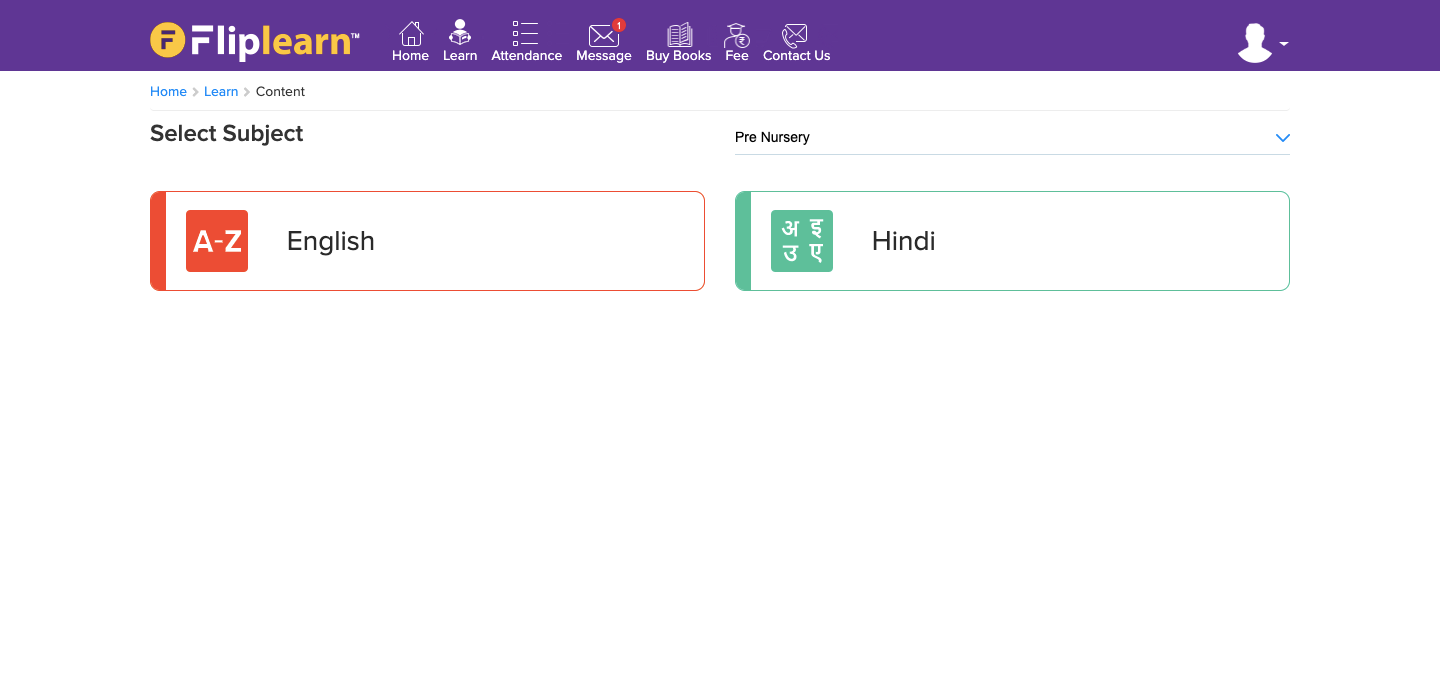 F Fliplearn™
1
Home Learn Attendance Message Buy Books Fee Contact Us
Home Learn Content
Select Subject
Pre Nursery
A-Z English
अ इ
उ ए
Hindi